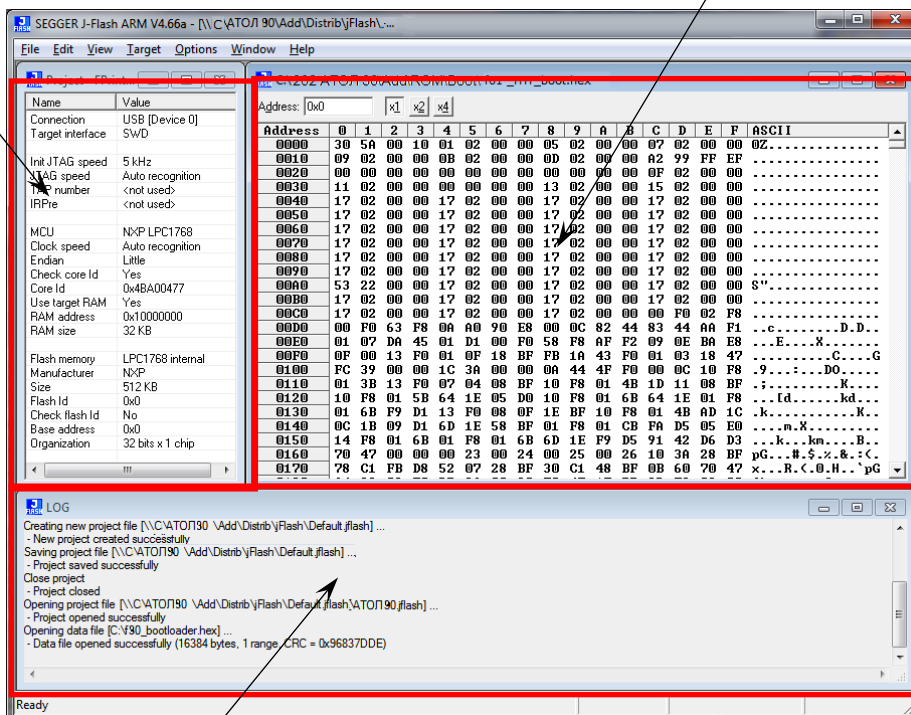 SEGGER J-Flash ARM V4.66a - [\\C\АТОЛ 90\Add\Distrib\jFlash\...
File Edit View Target Options Window Help
Name Value
Connection USB [Device 0]
Target interface SWD
Init JTAG speed 5 kHz
JTAG speed Auto recognition
TAP number <not used>
IRPre <not used>
MCU NXP LPC1768
Clock speed Auto recognition
Endian Little
Check core Id Yes
Core Id 0x4BA00477
Use target RAM Yes
RAM address 0x10000000
RAM size 32 KB
Flash memory LPC1768 internal
Manufacturer NXP
Size 512 KB
Flash Id 0x0
Check flash Id No
Base address 0x0
Organization 32 bits x 1 chip
Address: 0x0 x1 x2 x4
Address 0 1 2 3 4 5 6 7 8 9 A B C D E F ASCII
0000 30 5A 00 10 01 02 00 00 05 02 00 00 07 02 00 00 0Z..............
0010 09 02 00 00 0B 02 00 00 0D 02 00 00 A2 99 FF EF ................
0020 00 00 00 00 00 00 00 00 00 00 00 00 0F 02 00 00 ................
0030 11 02 00 00 00 00 00 00 13 02 00 00 15 02 00 00 ................
0040 17 02 00 00 17 02 00 00 17 02 00 00 17 02 00 00 ................
0050 17 02 00 00 17 02 00 00 17 02 00 00 17 02 00 00 ................
0060 17 02 00 00 17 02 00 00 17 02 00 00 17 02 00 00 ................
0070 17 02 00 00 17 02 00 00 17 02 00 00 17 02 00 00 ................
0080 17 02 00 00 17 02 00 00 17 02 00 00 17 02 00 00 ................
0090 17 02 00 00 17 02 00 00 17 02 00 00 17 02 00 00 ................
00A0 53 22 00 00 17 02 00 00 17 02 00 00 17 02 00 00 S"..............
00B0 17 02 00 00 17 02 00 00 17 02 00 00 17 02 00 00 ................
00C0 17 02 00 00 17 02 00 00 17 02 00 00 00 F0 02 F8 ................
00D0 00 F0 63 F8 0A A0 90 E8 00 0C 82 44 83 44 AA F1 ..c........D.D..
00E0 01 07 DA 45 01 D1 00 F0 58 F8 AF F2 09 0E BA E8 ...E....X.......
00F0 0F 00 13 F0 01 0F 18 BF FB 1A 43 F0 01 03 18 47 ..........C....G
0100 FC 39 00 00 1C 3A 00 00 0A 44 4F F0 00 0C 10 F8 .9...:...DO.....
0110 01 3B 13 F0 07 04 08 BF 10 F8 01 4B 1D 11 08 BF .;.........K....
0120 10 F8 01 5B 64 1E 05 D0 10 F8 01 6B 64 1E 01 F8 ...[d......kd...
0130 01 6B F9 D1 13 F0 08 0F 1E BF 10 F8 01 4B AD 1C .k...........K..
0140 0C 1B 09 D1 6D 1E 58 BF 01 F8 01 CB FA D5 05 E0 ....m.X.........
0150 14 F8 01 6B 01 F8 01 6B 6D 1E F9 D5 91 42 D6 D3 ...k...km....B..
0160 70 47 00 00 00 23 00 24 00 25 00 26 10 3A 28 BF pG...#.$.%.&.:(.
0170 78 C1 FB D8 52 07 28 BF 30 C1 48 BF 0B 60 70 47 x...R.(.0.H..`pG
LOG
Creating new project file [\\C\АТОЛ90 \Add\Distrib\jFlash\Default.jflash] ...
- New project created successfully
Saving project file [\\C\АТОЛ90 \Add\Distrib\jFlash\Default.jflash] ...
- Project saved successfully
Close project
- Project closed
Opening project file [\\C\АТОЛ90 \Add\Distrib\jFlash\Default.jflash\АТОЛ90.jflash] ...
- Project opened successfully
Opening data file [C:\f90_bootloader.hex] ...
- Data file opened successfully (16384 bytes, 1 range, CRC = 0x96837DDE)
Ready